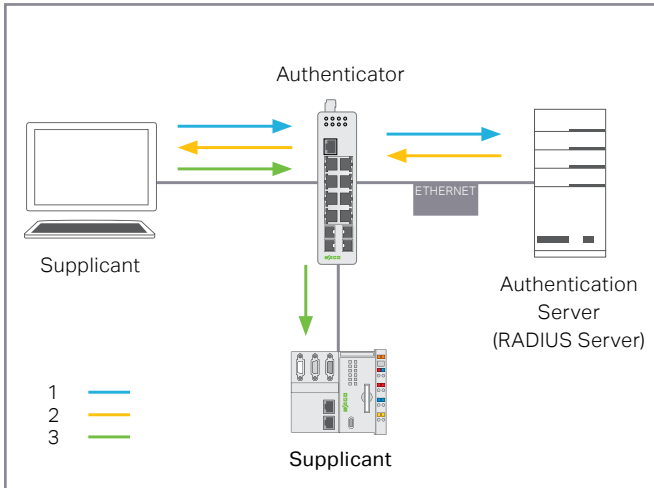 Authenticator
ETHERNET
Supplicant
Authentication
Server
(RADIUS Server)
1
2
3
Supplicant